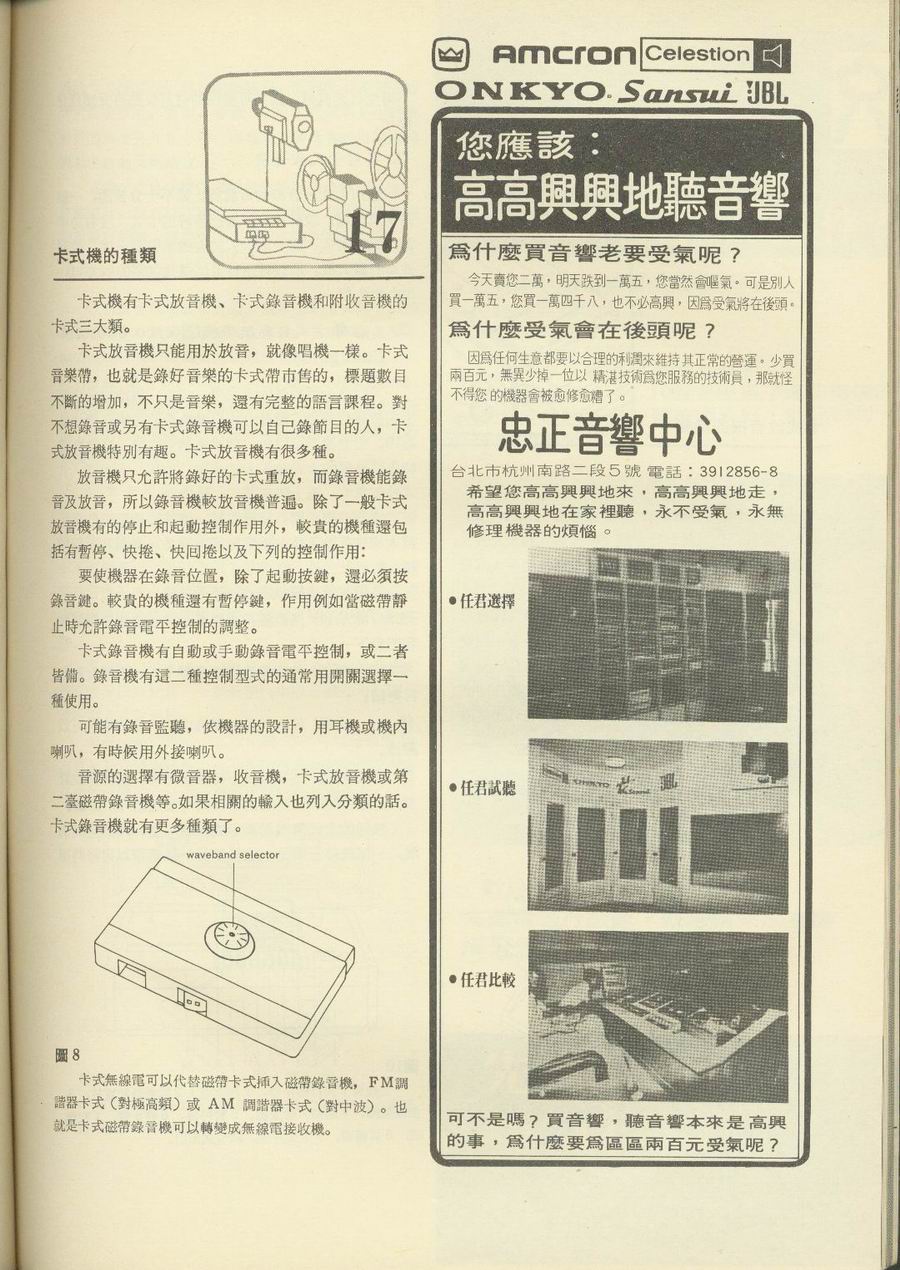 17
卡式機的種類
卡式機有卡式放音機、卡式錄音機和附收音機的
卡式三大類。
卡式放音機只能用於放音，就像唱機一樣。卡式
音樂帶，也就是錄好音樂的卡式帶市售的，標題數目
不斷的增加，不只是音樂，還有完整的語言課程。對
不想錄音或另有卡式錄音機可以自己錄節目的人，卡
式放音機特別有趣。卡式放音機有很多種。
放音機只允許將錄好的卡式重放，而錄音機能錄
音及放音，所以錄音機較放音機普遍。除了一般卡式
放音機有的停止和起動控制作用外，較貴的機種還包
括有暫停、快捲、快囘捲以及下列的控制作用：
要使機器在錄音位置，除了起動按鍵，還必須按
錄音鍵。較貴的機種還有暫停鍵，作用例如當磁帶靜
止時允許錄音電平控制的調整。
卡式錄音機有自動或手動錄音電平控制，或二者
皆備。錄音機有這二種控制型式的通常用開關選擇一
種使用。
可能有錄音監聽，依機器的設計，用耳機或機內
喇叭，有時候用外接喇叭。
音源的選擇有微音器，收音機，卡式放音機或第
二臺磁帶錄音機等。如果相關的輸入也列入分類的話。
卡式錄音機就有更多種類了。
waveband selector
圖8
卡式無線電可以代替磁帶卡式揷入磁帶錄音機，FM調
諧器卡式（對極高頻）或 AM 調諧器卡式（對中波）。也
就是卡式磁帶錄音機可以轉變成無線電接收機。
AMCRON Celestion
ONKYO Sansui JBL
您應該：
高高興興地聽音響
爲什麼買音響老要受氣呢？
今天賣您二萬，明天跌到一萬五，您當然會嘔氣。可是別人
買一萬五，您買一萬四千八，也不必高興，因爲受氣將在後頭。
爲什麼受氣會在後頭呢？
因爲任何生意都要以合理的利潤來維持其正常的營運。少買
兩百元，無異少掉一位以 精湛技術爲您服務的技術員，那就怪
不得您的機器會被愈修愈糟了。
忠正音響中心
台北市杭州南路二段5號 電話：3912856-8
希望您高高興興地來，高高興興地走，
高高興興地在家裡聽，永不受氣，永無
修理機器的煩惱。
●任君選擇
●任君試聽
ONKYO
JBL
●任君比較
可不是嗎？買音響，聽音響本來是高興
的事，爲什麼要爲區區兩百元受氣呢？